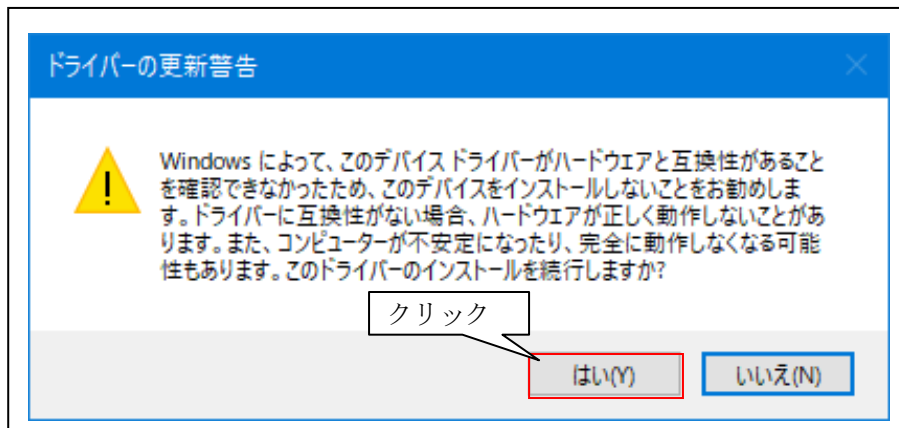 ドライバーの更新警告
Windows によって、このデバイス ドライバーがハードウェアと互換性があること
を確認できなかったため、このデバイスをインストールしないことをお勧めしま
す。ドライバーに互換性がない場合、ハードウェアが正しく動作しないことがあ
ります。また、コンピューターが不安定になったり、完全に動作しなくなる可能
性もあります。このドライバーのインストールを続行しますか?
クリック
はい(Y)
いいえ(N)